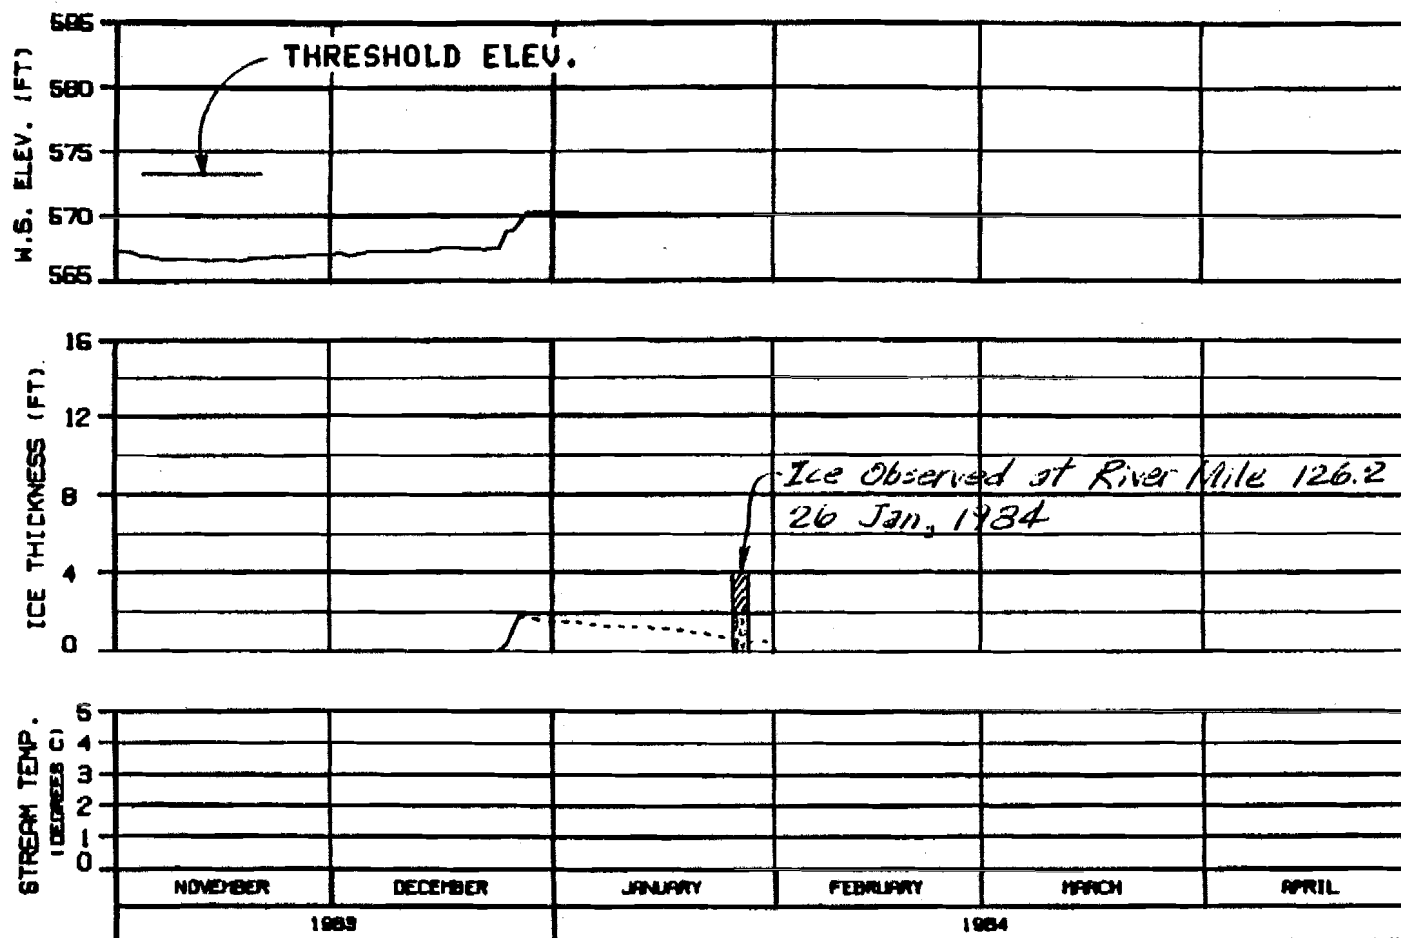 585
THRESHOLD ELEV.
580
575
570
565
W.S. ELEV. (FT)
16
12
8
4
0
ICE THICKNESS (FT).
Ice Observed at River Mile 126.2
26 Jan, 1984
5
4
3
2
1
0
STREAM TEMP.
(DEGREES C)
NOVEMBER DECEMBER JANUARY FEBRUARY MARCH APRIL
1983 1984